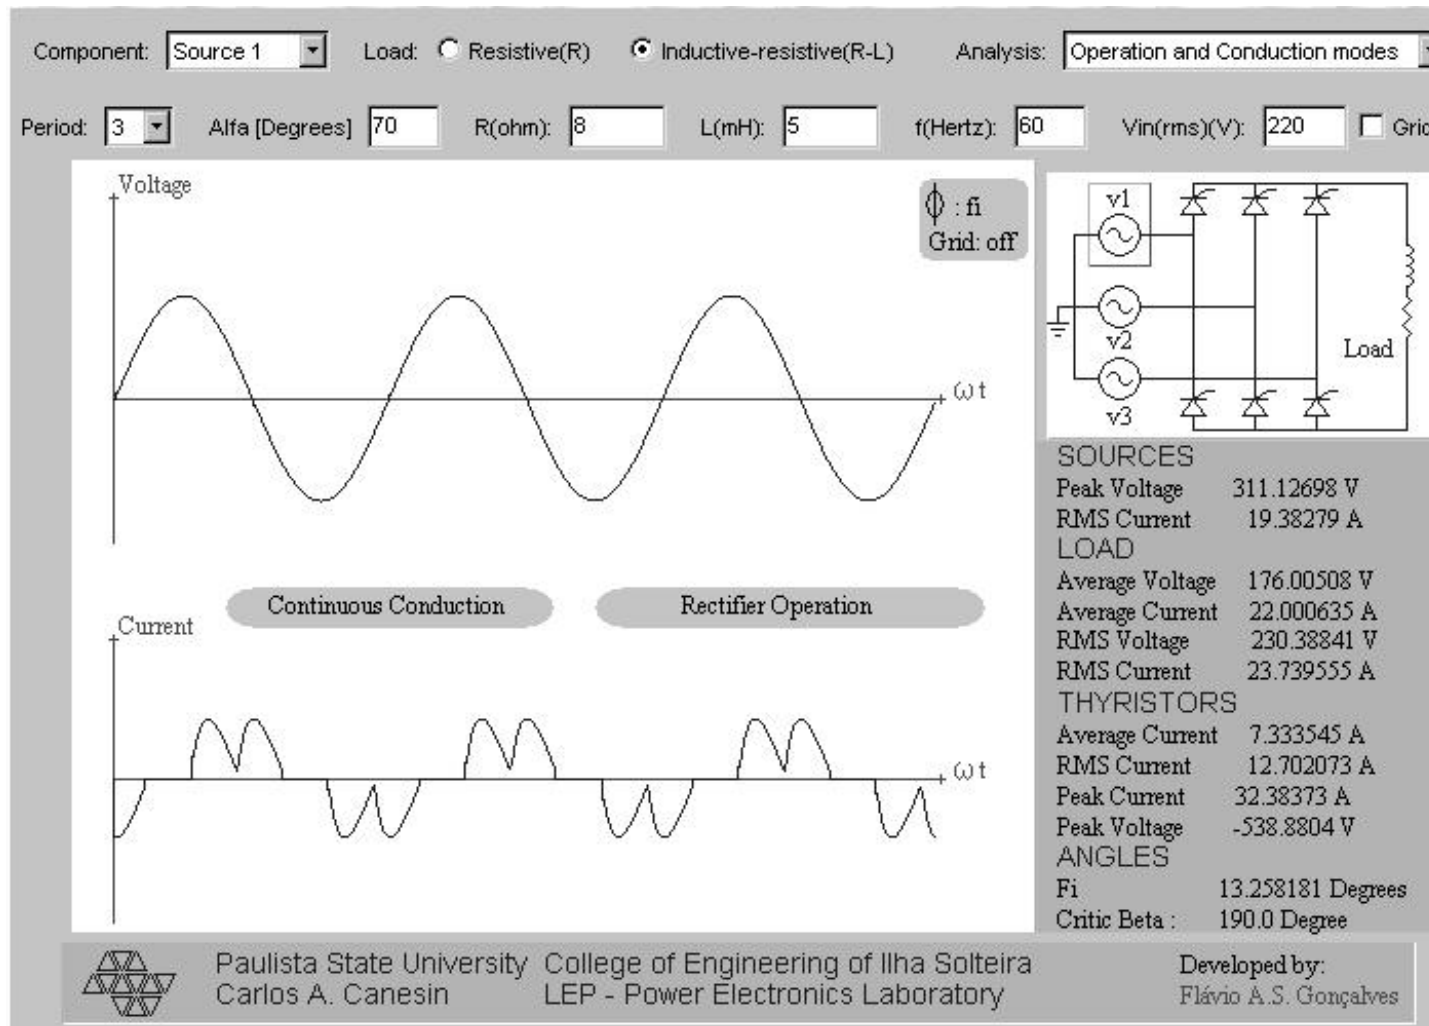 Component: Source 1 Load: Resistive(R) Inductive-resistive(R-L) Analysis: Operation and Conduction modes
Period: 3 Alfa [Degrees] 70 R(ohm): 8 L(mH): 5 f(Hertz): 60 Vin(rms)(V): 220 Gric
Voltage
ϕ : fi
Grid: off
ω t
Continuous Conduction Rectifier Operation
Current
ω t
v1
v2
v3
Load
SOURCES
Peak Voltage 311.12698 V
RMS Current 19.38279 A
LOAD
Average Voltage 176.00508 V
Average Current 22.000635 A
RMS Voltage 230.38841 V
RMS Current 23.739555 A
THYRISTORS
Average Current 7.333545 A
RMS Current 12.702073 A
Peak Current 32.38373 A
Peak Voltage -538.8804 V
ANGLES
Fi 13.258181 Degrees
Critic Beta : 190.0 Degree
Paulista State University College of Engineering of Ilha Solteira
Carlos A. Canesin LEP - Power Electronics Laboratory
Developed by:
Flávio A.S. Gonçalves